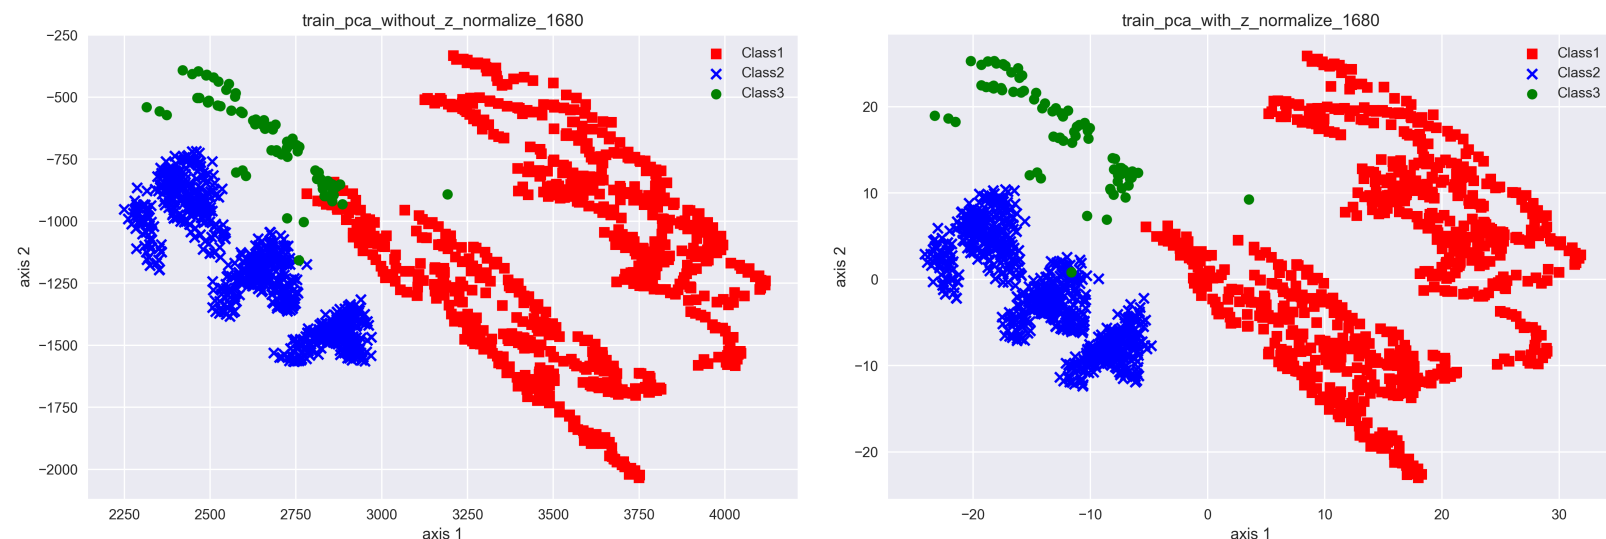 train_pca_without_z_normalize_1680
−250
−500
−750
−1000
−1250
−1500
−1750
−2000
axis 2
2250 2500 2750 3000 3250 3500 3750 4000
axis 1
Class1
Class2
Class3
train_pca_with_z_normalize_1680
20
10
0
−10
−20
axis 2
−20 −10 0 10 20 30
axis 1
Class1
Class2
Class3